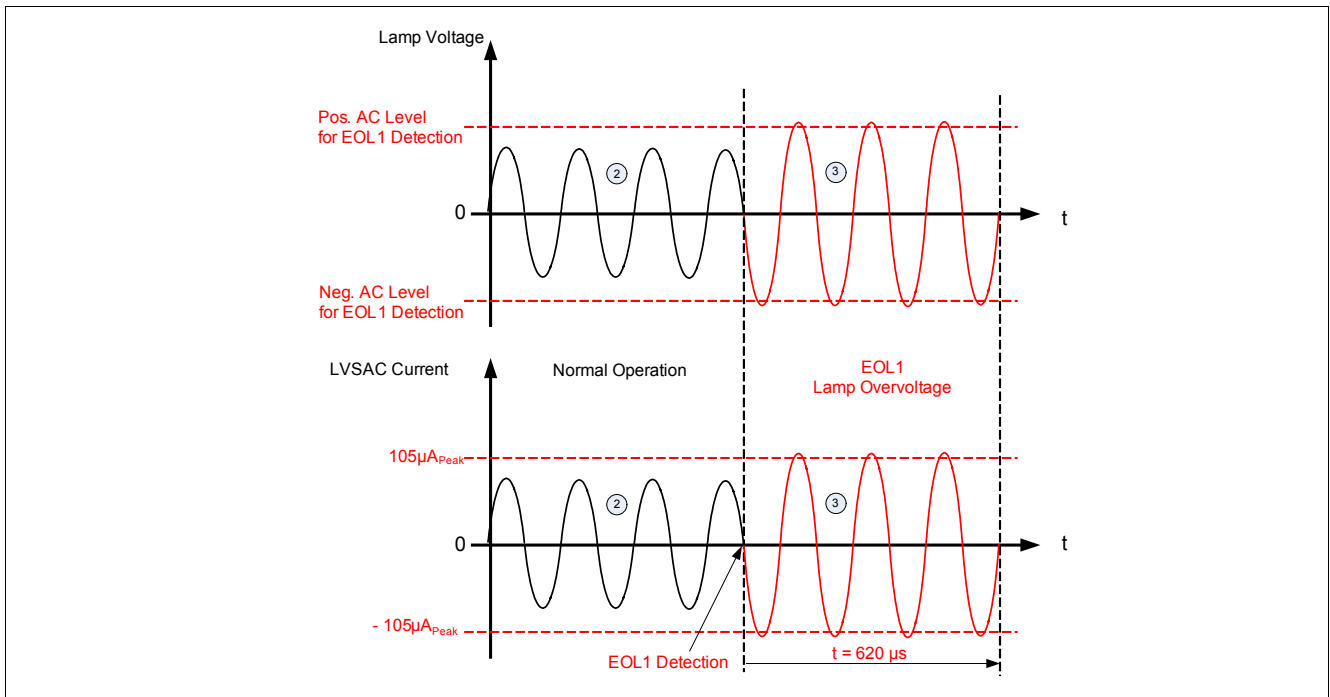 Lamp Voltage
Pos. AC Level
for EOL1 Detection
2
3
0
t
Neg. AC Level
for EOL1 Detection
LVSAC Current
Normal Operation
EOL1
Lamp Overvoltage
105µAPeak
2
3
0
t
- 105µAPeak
EOL1 Detection
t = 620 µs